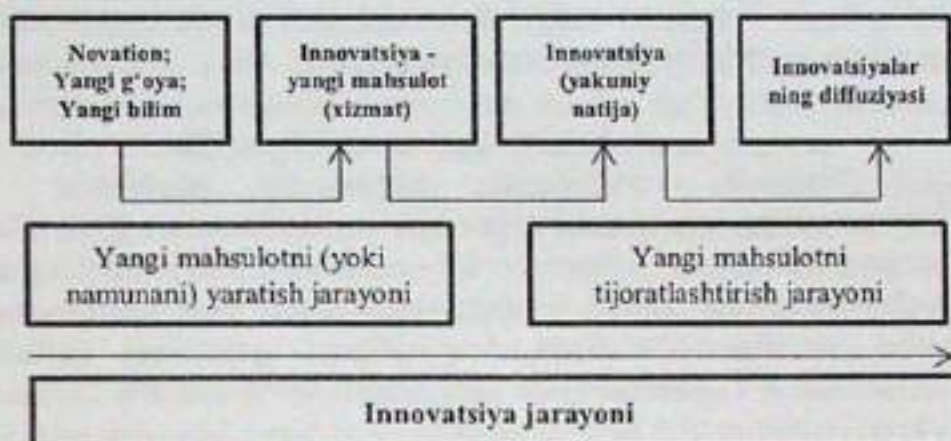 Novation;
Yangi g‘oya;
Yangi bilim
Innovatsiya -
yangi mahsulot
(xizmat)
Innovatsiya
(yakuniy
natija)
Innovatsiyalar
ning diffuziyasi
Yangi mahsulotni (yoki
namunani) yaratish jarayoni
Yangi mahsulotni
tijoratlashtirish jarayoni
Innovatsiya jarayoni